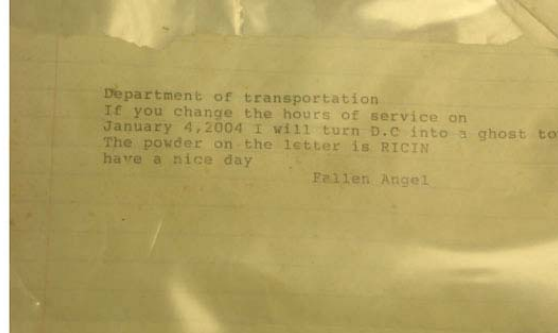 Department of transportation
If you change the hours of service on
January 4,2004 I will turn D.C into a ghost to
The powder on the letter is RICIN
have a nice day
Fallen Angel